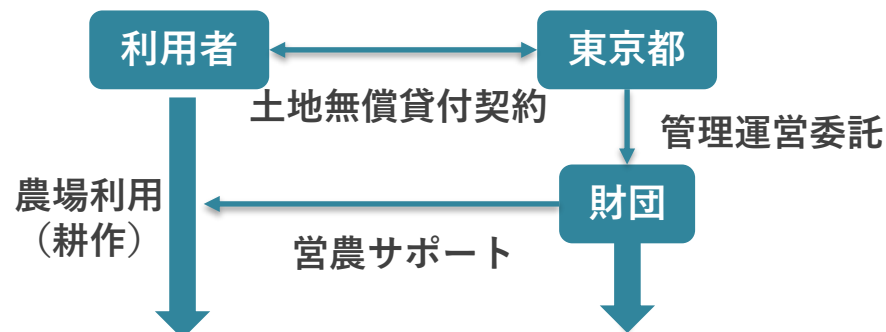 利用者
東京都
土地無償貸付契約
管理運営委託
農場利用
（耕作）
財団
営農サポート